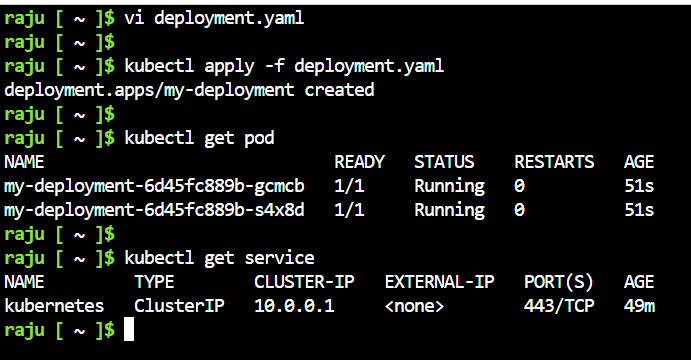 raju [ ~ ]$ vi deployment.yaml
raju [ ~ ]$
raju [ ~ ]$ kubectl apply -f deployment.yaml
deployment.apps/my-deployment created
raju [ ~ ]$
raju [ ~ ]$ kubectl get pod
NAME READY STATUS RESTARTS AGE
my-deployment-6d45fc889b-gcmcb 1/1 Running 0 51s
my-deployment-6d45fc889b-s4x8d 1/1 Running 0 51s
raju [ ~ ]$
raju [ ~ ]$ kubectl get service
NAME TYPE CLUSTER-IP EXTERNAL-IP PORT(S) AGE
kubernetes ClusterIP 10.0.0.1 <none> 443/TCP 49m
raju [ ~ ]$